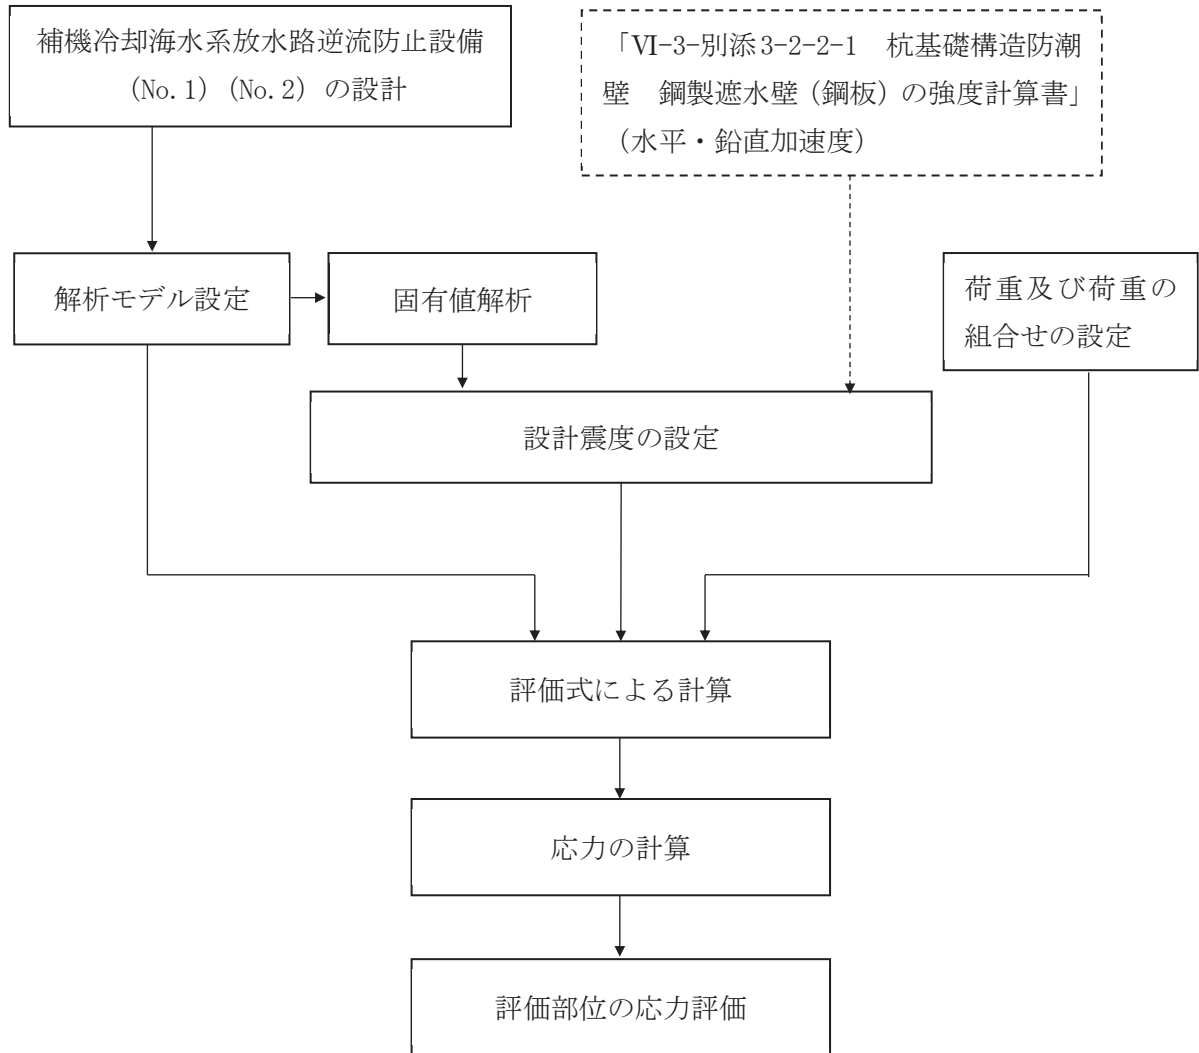 補機冷却海水系放水路逆流防止設備
(No.1) (No.2) の設計
「Ⅵ-3-別添3-2-2-1　杭基礎構造防潮
壁　鋼製遮水壁（鋼板）の強度計算書」
（水平・鉛直加速度）
解析モデル設定
固有値解析
荷重及び荷重の
組合せの設定
設計震度の設定
評価式による計算
応力の計算
評価部位の応力評価